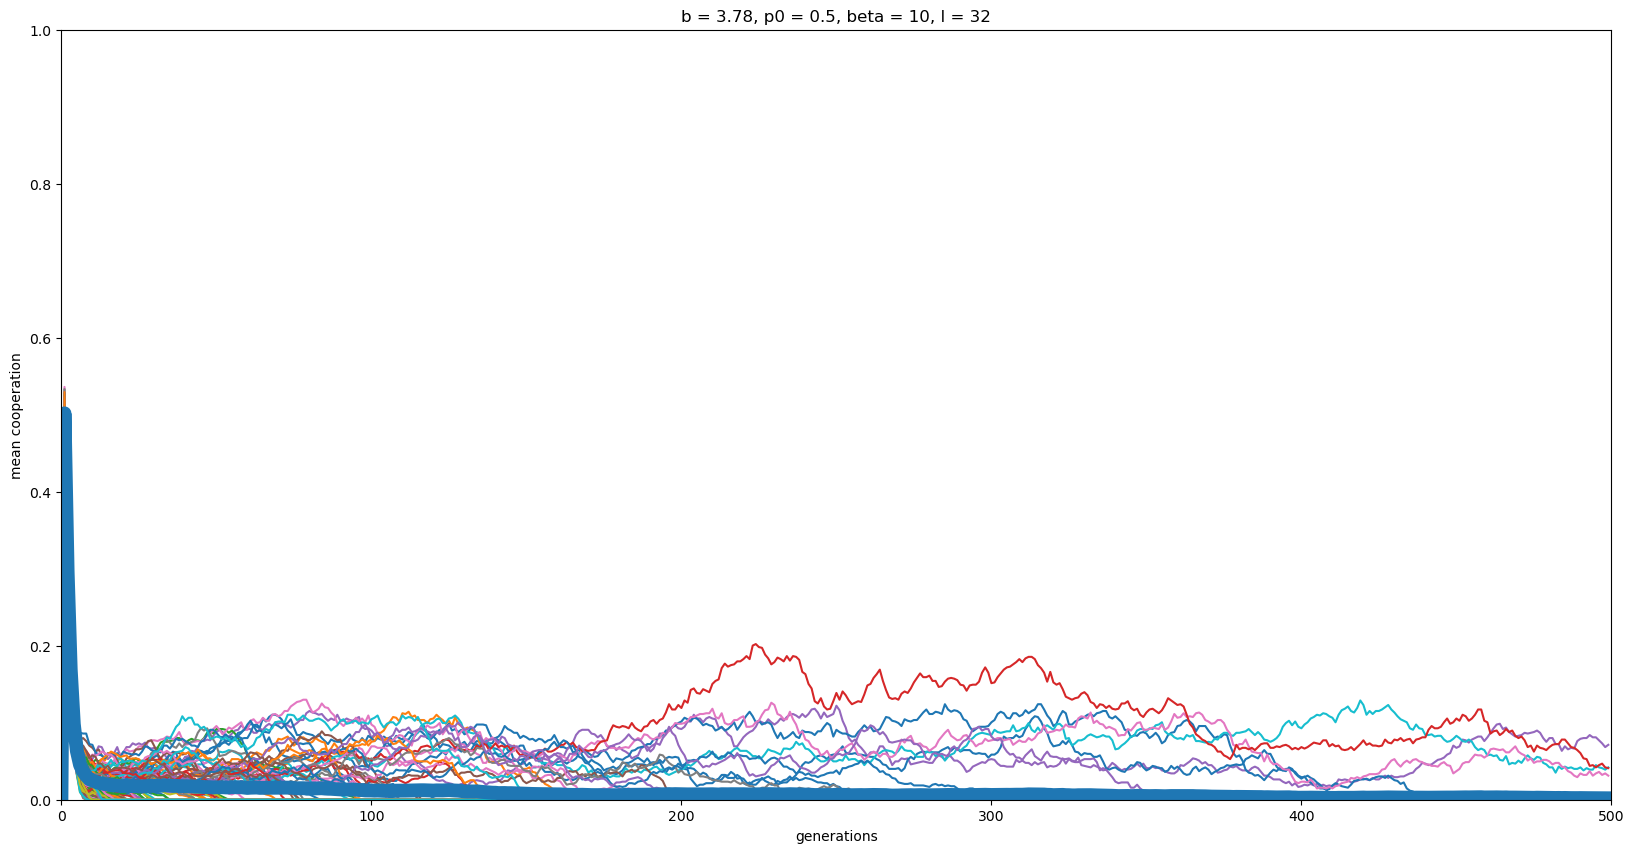 b = 3.78, p0 = 0.5, beta = 10, l = 32
1.0
0.8
0.6
0.4
0.2
0.0
mean cooperation
0 100 200 300 400 500
generations